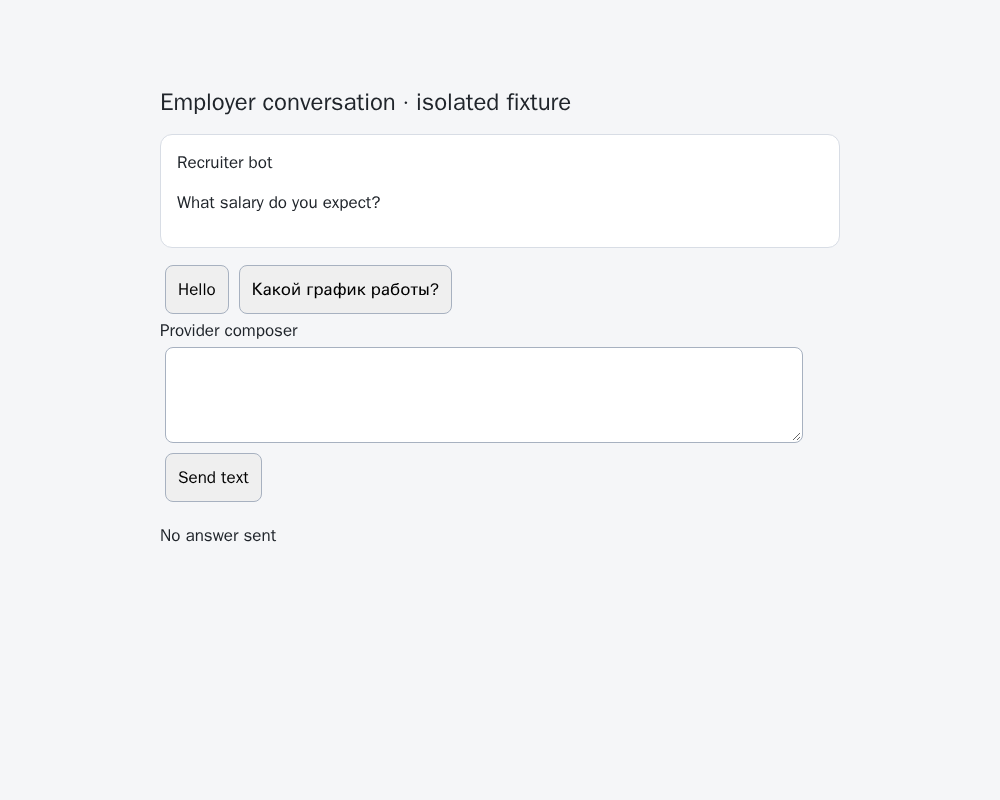 Employer conversation · isolated fixture
Recruiter bot
What salary do you expect?
Hello
Какой график работы?
Provider composer
Send text
No answer sent